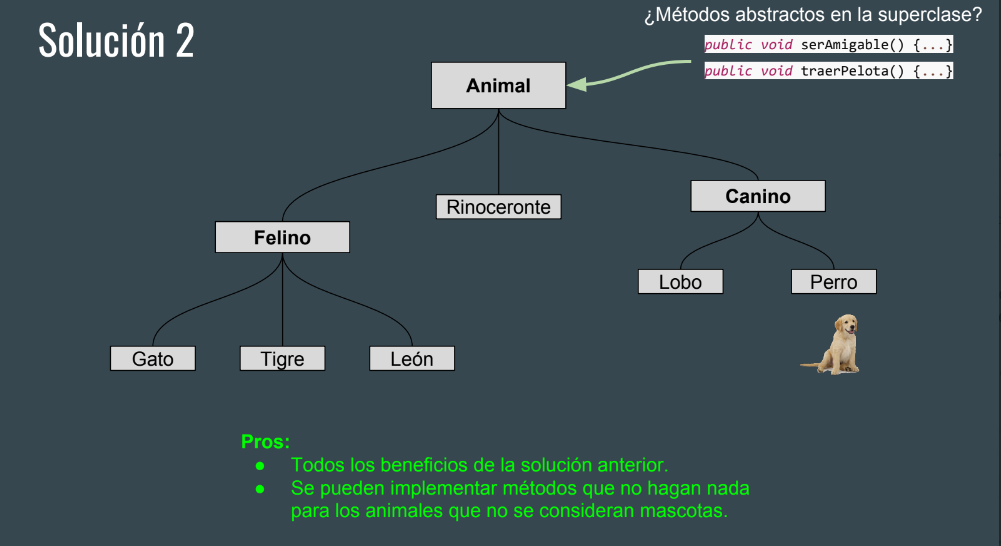 Solución 2
¿Métodos abstractos en la superclase?
public void serAmigable() {...}
public void traerPelota() {...}
Animal
Rinoceronte
Canino
Felino
Lobo
Perro
Gato
Tigre
León
Pros:
● Todos los beneficios de la solución anterior.
● Se pueden implementar métodos que no hagan nada
para los animales que no se consideran mascotas.